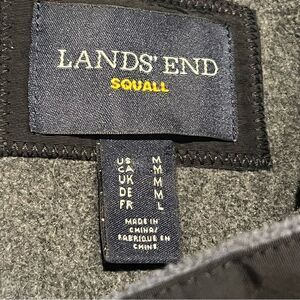 LANDS' END
SQUALL
US M
CA M
UK M
DE M
FR L
MADE IN
CHINA/
FABRIQUÉ EN
CHINE